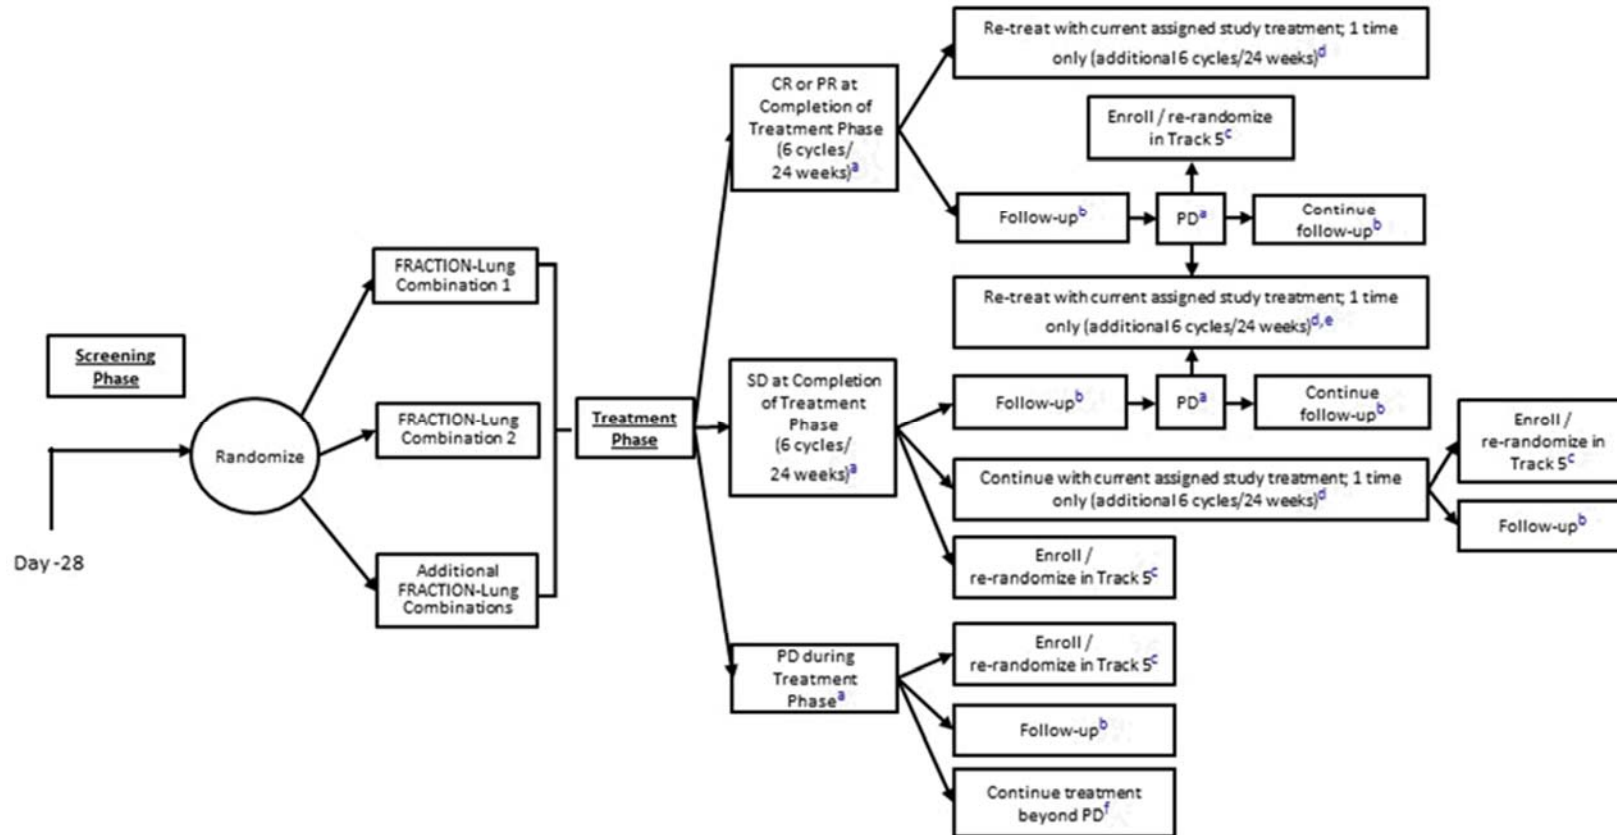 Screening
Phase
Day -28
Randomize
FRACTION-Lung
Combination 1
FRACTION-Lung
Combination 2
Additional
FRACTION-Lung
Combinations
Treatment
Phase
CR or PR at
Completion of
Treatment Phase
(6 cycles/
24 weeks)a
Re-treat with current assigned study treatment; 1 time
only (additional 6 cycles/24 weeks)d
Enroll / re-randomize
in Track 5c
Follow-upb
PDa
Continue
follow-upb
Re-treat with current assigned study treatment; 1 time
only (additional 6 cycles/24 weeks)d,e
SD at Completion
of Treatment
Phase
(6 cycles/
24 weeks)a
Follow-upb
PDa
Continue
follow-upb
Continue with current assigned study treatment; 1 time
only (additional 6 cycles/24 weeks)d
Enroll /
re-randomize in
Track 5c
Follow-upb
Enroll /
re-randomize in Track 5c
PD during
Treatment
Phasea
Enroll /
re-randomize in Track 5c
Follow-upb
Continue treatment
beyond PDf